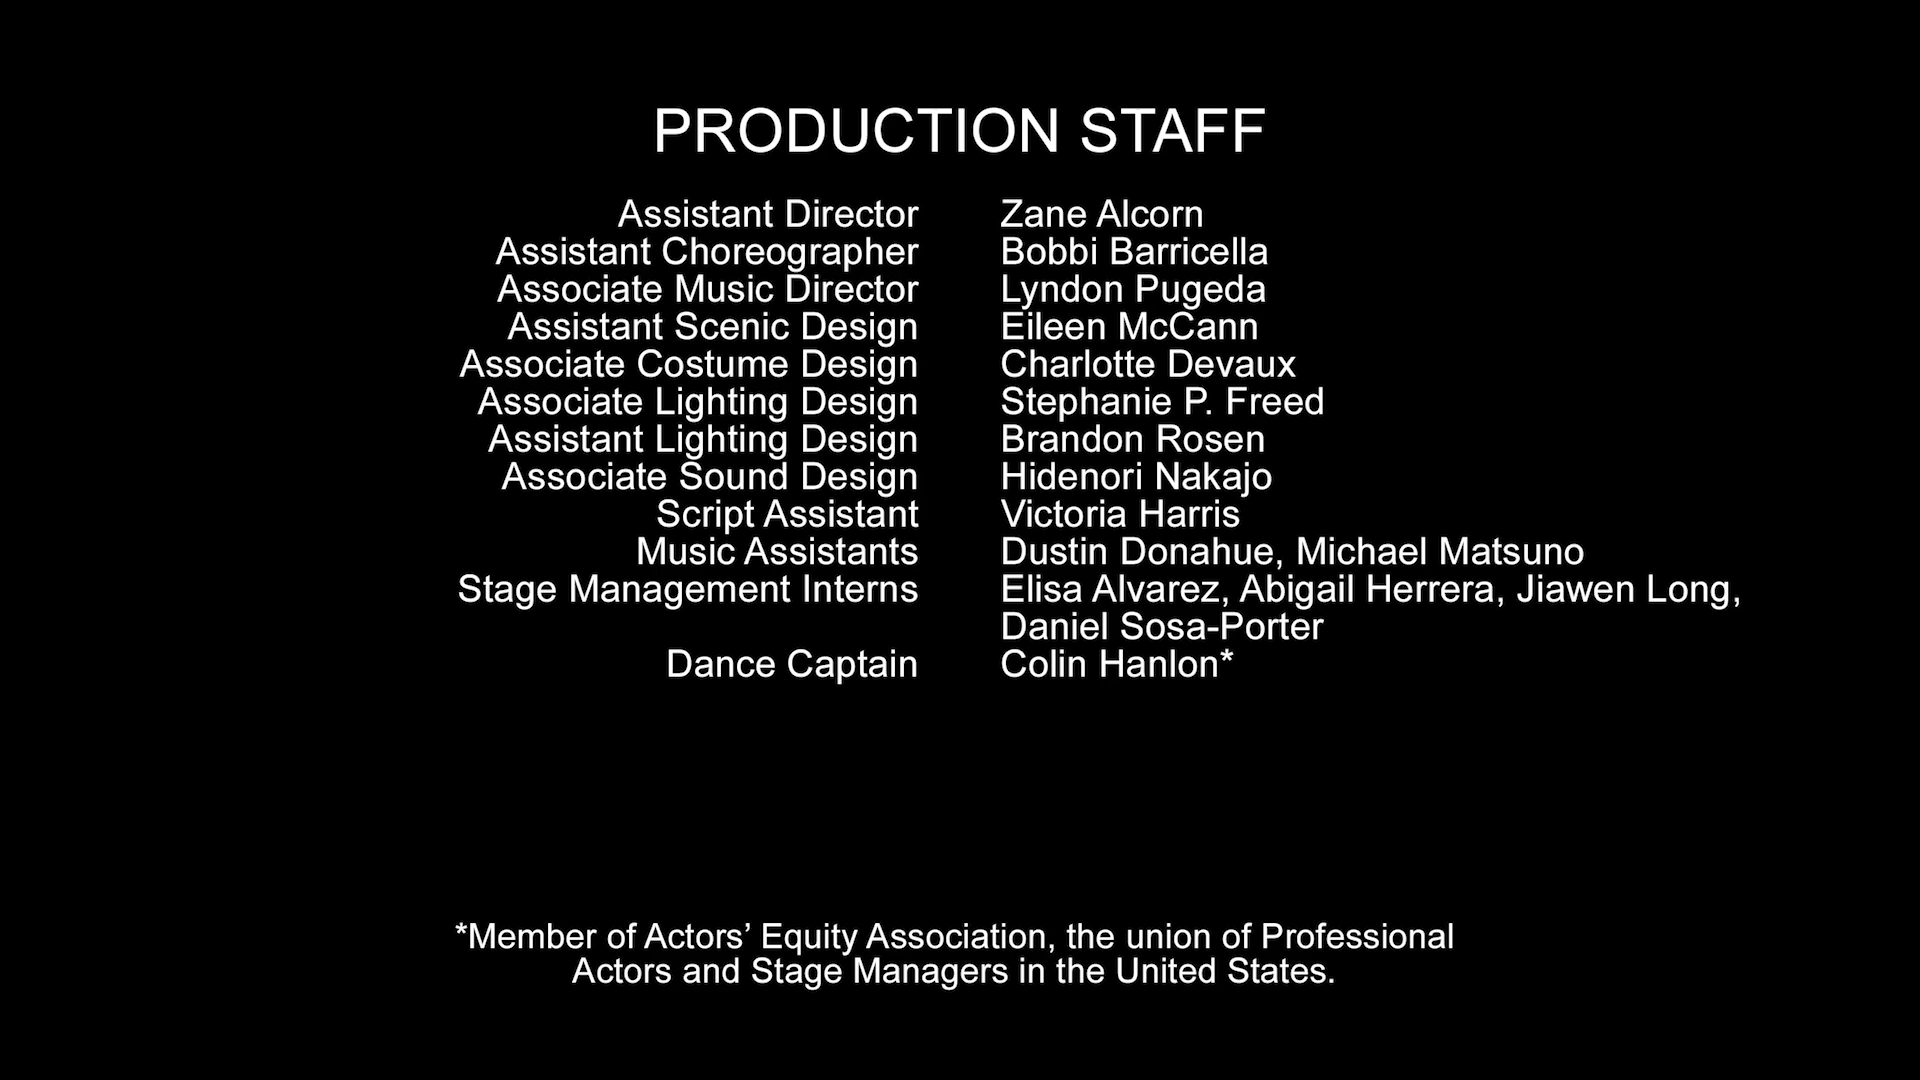 PRODUCTION STAFF
Assistant Director Zane Alcorn
Assistant Choreographer Bobbi Barricella
Associate Music Director Lyndon Pugeda
Assistant Scenic Design Eileen McCann
Associate Costume Design Charlotte Devaux
Associate Lighting Design Stephanie P. Freed
Assistant Lighting Design Brandon Rosen
Associate Sound Design Hidenori Nakajo
Script Assistant Victoria Harris
Music Assistants Dustin Donahue, Michael Matsuno
Stage Management Interns Elisa Alvarez, Abigail Herrera, Jiawen Long,
Daniel Sosa-Porter
Dance Captain Colin Hanlon*
*Member of Actors’ Equity Association, the union of Professional
Actors and Stage Managers in the United States.